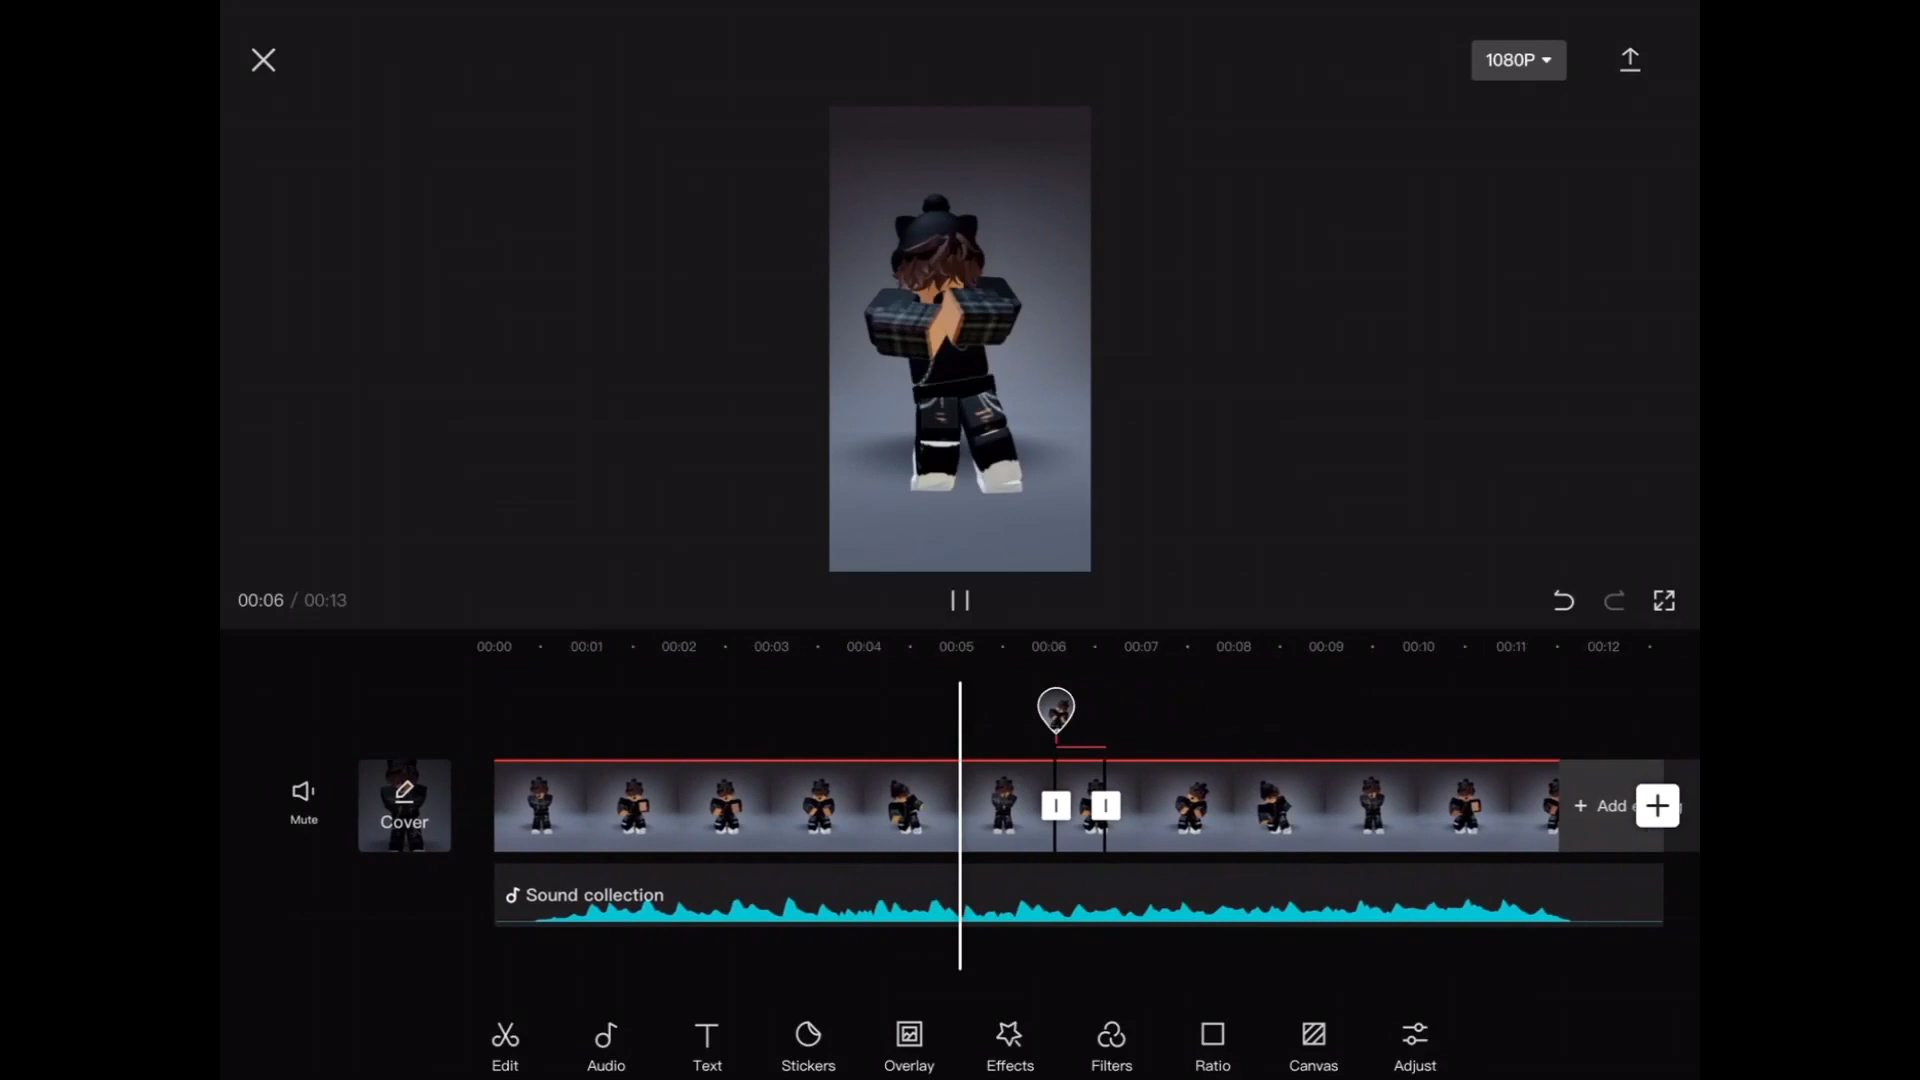 1080P
00:06 / 00:13
00:00 00:01 00:02 00:03 00:04 00:05 00:06 00:07 00:08 00:09 00:10 00:11 00:12
Mute
Cover
+ Add
Sound collection
Edit Audio Text Stickers Overlay Effects Filters Ratio Canvas Adjust